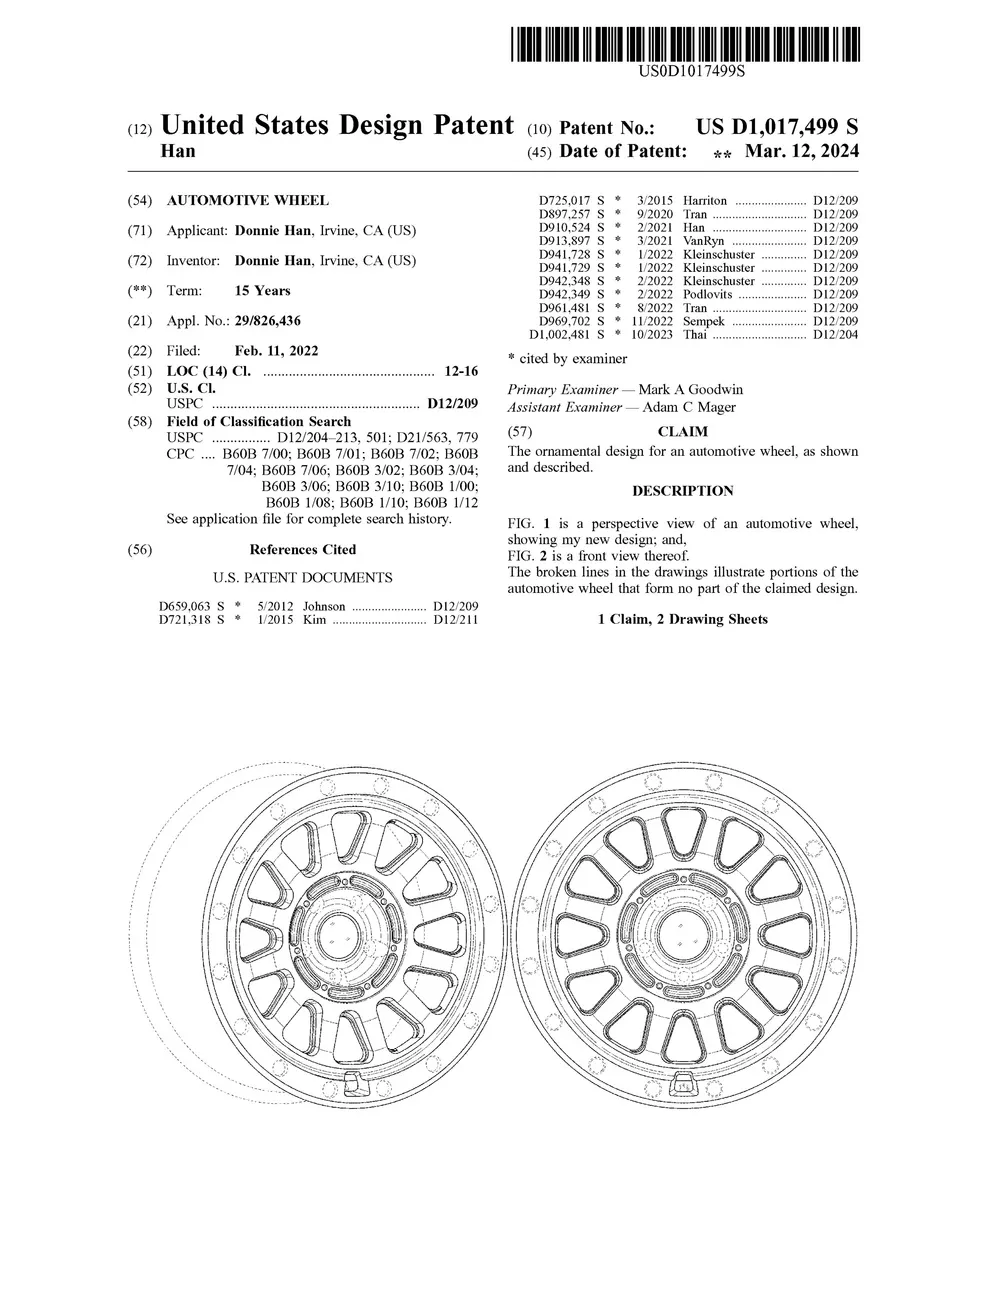 US0D1017499S
(12) United States Design Patent
Han
(10) Patent No.: US D1,017,499 S
(45) Date of Patent: ** Mar. 12, 2024
(54) AUTOMOTIVE WHEEL
(71) Applicant: Donnie Han, Irvine, CA (US)
(72) Inventor: Donnie Han, Irvine, CA (US)
(**) Term: 15 Years
(21) Appl. No.: 29/826,436
(22) Filed: Feb. 11, 2022
(51) LOC (14) Cl. .............................................. 12-16
(52) U.S. Cl.
USPC ........................................................ D12/209
(58) Field of Classification Search
USPC ................ D12/204–213, 501; D21/563, 779
CPC .... B60B 7/00; B60B 7/01; B60B 7/02; B60B
7/04; B60B 7/06; B60B 3/02; B60B 3/04;
B60B 3/06; B60B 3/10; B60B 1/00;
B60B 1/08; B60B 1/10; B60B 1/12
See application file for complete search history.
(56) References Cited
U.S. PATENT DOCUMENTS
D659,063 S * 5/2012 Johnson ....................... D12/209
D721,318 S * 1/2015 Kim ............................. D12/211
D725,017 S * 3/2015 Harriton ...................... D12/209
D897,257 S * 9/2020 Tran ............................. D12/209
D910,524 S * 2/2021 Han ............................. D12/209
D913,897 S * 3/2021 VanRyn ....................... D12/209
D941,728 S * 1/2022 Kleinschuster .............. D12/209
D941,729 S * 1/2022 Kleinschuster .............. D12/209
D942,348 S * 2/2022 Kleinschuster .............. D12/209
D942,349 S * 2/2022 Podlovits ..................... D12/209
D961,481 S * 8/2022 Tran ............................. D12/209
D969,702 S * 11/2022 Sempek ....................... D12/209
D1,002,481 S * 10/2023 Thai ............................. D12/204
* cited by examiner
Primary Examiner — Mark A Goodwin
Assistant Examiner — Adam C Mager
(57) CLAIM
The ornamental design for an automotive wheel, as shown
and described.
DESCRIPTION
FIG. 1 is a perspective view of an automotive wheel,
showing my new design; and,
FIG. 2 is a front view thereof.
The broken lines in the drawings illustrate portions of the
automotive wheel that form no part of the claimed design.
1 Claim, 2 Drawing Sheets